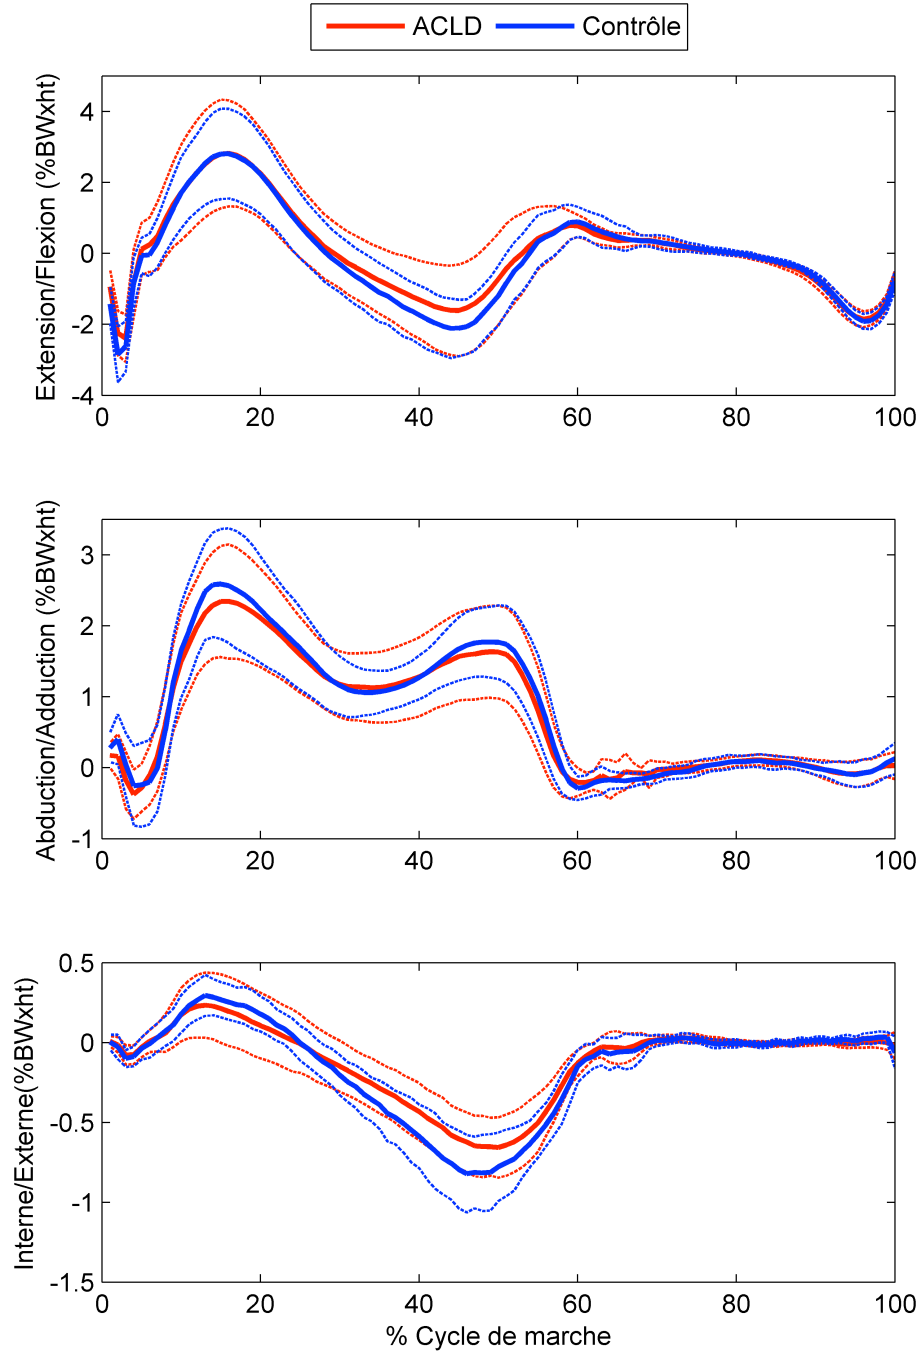 ACLD Contrôle
Extension/Flexion (%BWxht)
4
2
0
-2
-4
0 20 40 60 80 100
Abduction/Adduction (%BWxht)
3
2
1
0
-1
0 20 40 60 80 100
Interne/Externe(%BWxht)
0.5
0
-0.5
-1
-1.5
0 20 40 60 80 100
% Cycle de marche